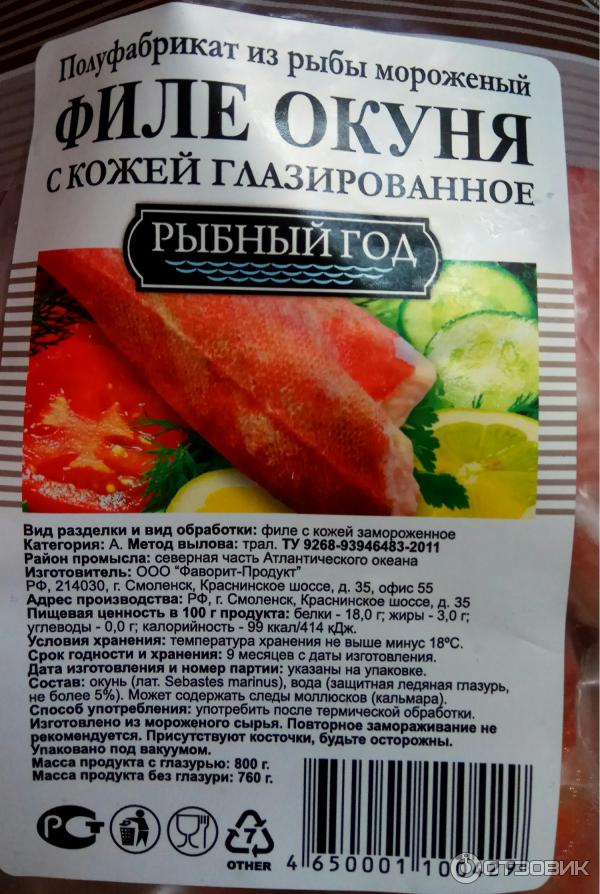 Полуфабрикат из рыбы мороженый
ФИЛЕ ОКУНЯ
С КОЖЕЙ ГЛАЗИРОВАННОЕ
РЫБНЫЙ ГОД
Вид разделки и вид обработки: филе с кожей замороженное
Категория: А. Метод вылова: трал. ТУ 9268-93946483-2011
Район промысла: северная часть Атлантического океана
Изготовитель: ООО "Фаворит-Продукт"
РФ, 214030, г. Смоленск, Краснинское шоссе, д. 35, офис 55
Адрес производства: РФ, г. Смоленск, Краснинское шоссе, д. 35
Пищевая ценность в 100 г продукта: белки - 18,0 г; жиры - 3,0 г;
углеводы - 0,0 г; калорийность - 99 ккал/414 кДж.
Условия хранения: температура хранения не выше минус 18ºС.
Срок годности и хранения: 9 месяцев с даты изготовления.
Дата изготовления и номер партии: указаны на упаковке.
Состав: окунь (лат. Sebastes marinus), вода (защитная ледяная глазурь,
не более 5%). Может содержать следы моллюсков (кальмара).
Способ употребления: употребить после термической обработки.
Изготовлено из мороженого сырья. Повторное замораживание не
рекомендуется. Присутствуют косточки, будьте осторожны.
Упаковано под вакуумом.
Масса продукта с глазурью: 800 г.
Масса продукта без глазури: 760 г.
РСТ
7
OTHER
4 650001 100429
ОТЗОВИК